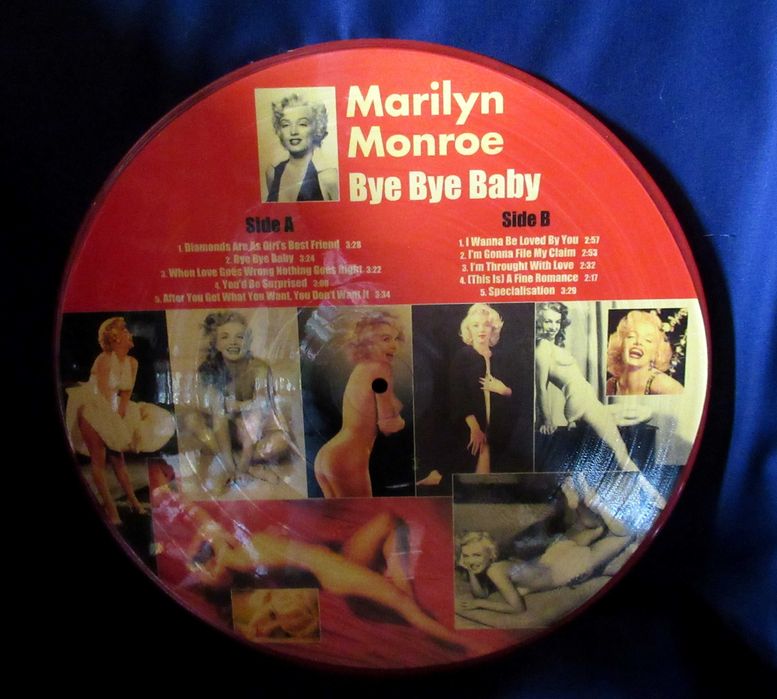 Marilyn
Monroe
Bye Bye Baby
Side A
1. Diamonds Are As Girl's Best Friend 3:28
2. Bye Bye Baby 3:24
3. When Love Goes Wrong Nothing Goes Right 3:22
4. You'd Be Surprised 3:08
5. After You Get What You Want, You Don't Want It 3:34
Side B
1. I Wanna Be Loved By You 2:57
2. I'm Gonna File My Claim 2:53
3. I'm Throught With Love 2:32
4. (This Is) A Fine Romance 2:17
5. Specialisation 3:29